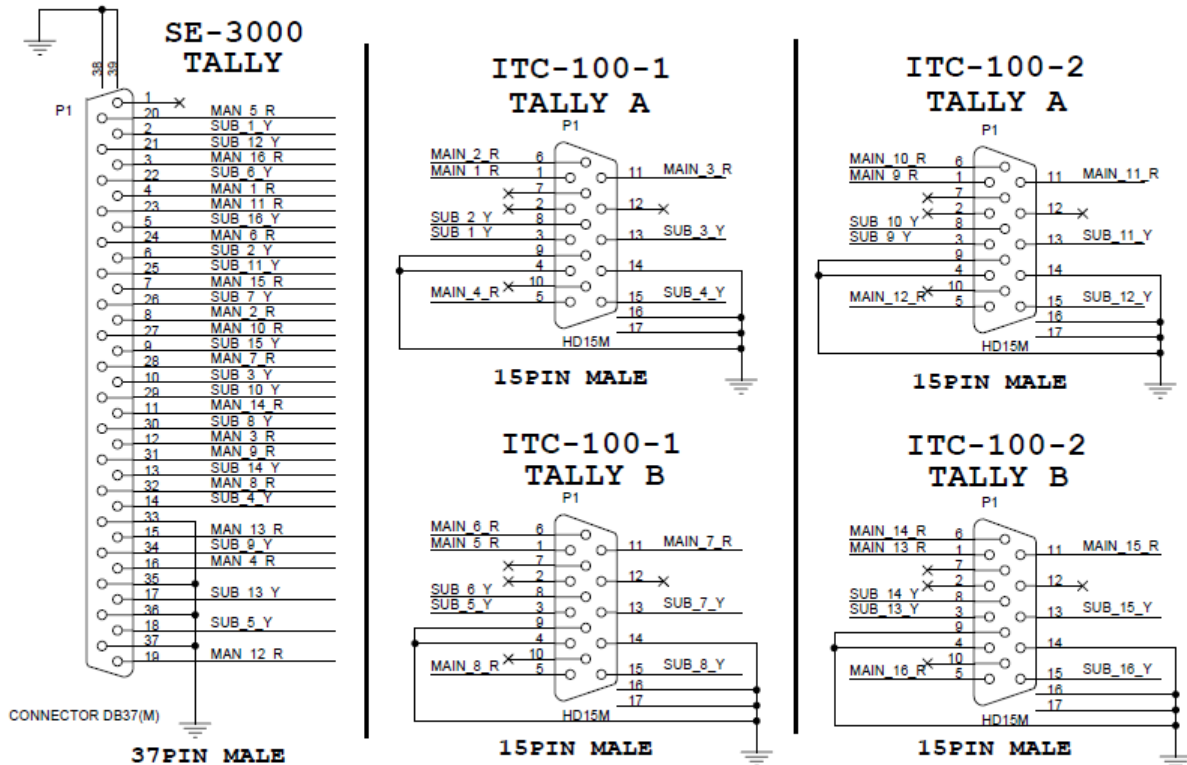 SE-3000
TALLY
38
39
P1
1
20 MAN_5_R
2 SUB_1_Y
21 SUB_12_Y
3 MAN_16_R
22 SUB_6_Y
4 MAN_1_R
23 MAN_11_R
5 SUB_16_Y
24 MAN_6_R
6 SUB_2_Y
25 SUB_11_Y
7 MAN_15_R
26 SUB_7_Y
8 MAN_2_R
27 MAN_10_R
9 SUB_15_Y
28 MAN_7_R
10 SUB_3_Y
29 SUB_10_Y
11 MAN_14_R
30 SUB_8_Y
12 MAN_3_R
31 MAN_9_R
13 SUB_14_Y
32 MAN_8_R
14 SUB_4_Y
33
15 MAN_13_R
34 SUB_9_Y
16 MAN_4_R
35
17 SUB_13_Y
36
18 SUB_5_Y
37
19 MAN_12_R
CONNECTOR DB37(M)
37PIN MALE
ITC-100-1
TALLY A
P1
MAIN_2_R 6
MAIN_1_R 1 11 MAIN_3_R
7
2 12
SUB_2_Y 8
SUB_1_Y 3 13 SUB_3_Y
9
4 14
10
MAIN_4_R 5 15 SUB_4_Y
16
17
HD15M
15PIN MALE
ITC-100-1
TALLY B
P1
MAIN_6_R 6
MAIN_5_R 1 11 MAIN_7_R
7
2 12
SUB_6_Y 8
SUB_5_Y 3 13 SUB_7_Y
9
4 14
10
MAIN_8_R 5 15 SUB_8_Y
16
17
HD15M
15PIN MALE
ITC-100-2
TALLY A
P1
MAIN_10_R 6
MAIN_9_R 1 11 MAIN_11_R
7
2 12
SUB_10_Y 8
SUB_9_Y 3 13 SUB_11_Y
9
4 14
10
MAIN_12_R 5 15 SUB_12_Y
16
17
HD15M
15PIN MALE
ITC-100-2
TALLY B
P1
MAIN_14_R 6
MAIN_13_R 1 11 MAIN_15_R
7
2 12
SUB_14_Y 8
SUB_13_Y 3 13 SUB_15_Y
9
4 14
10
MAIN_16_R 5 15 SUB_16_Y
16
17
HD15M
15PIN MALE